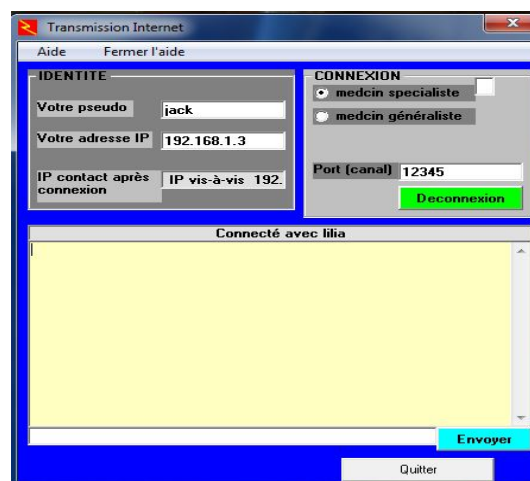 Transmission Internet
Aide Fermer l'aide
IDENTITE
Votre pseudo jack
Votre adresse IP 192.168.1.3
IP contact après
connexion
IP vis-à-vis 192.
CONNEXION
medcin specialiste
medcin généraliste
Port (canal) 12345
Deconnexion
Connecté avec lilia
Envoyer
Quitter